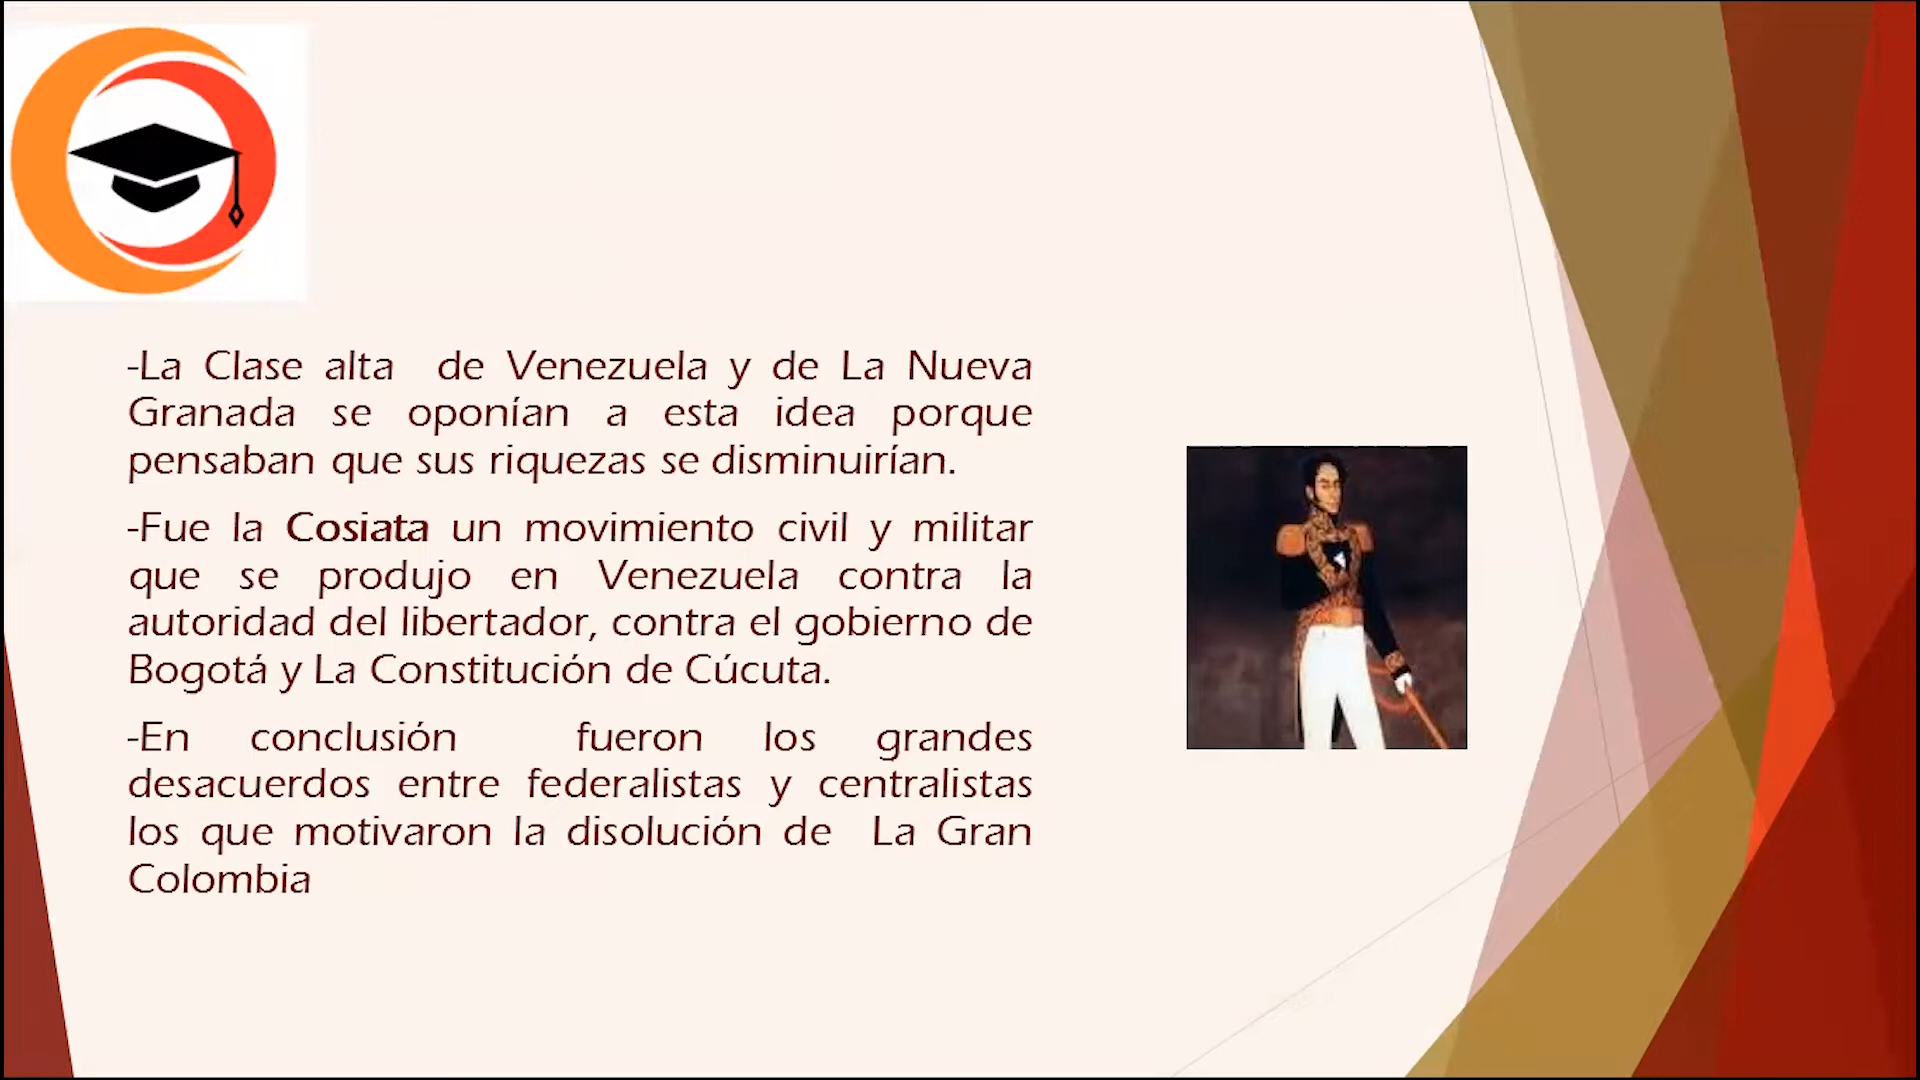 -La Clase alta de Venezuela y de La Nueva
Granada se oponían a esta idea porque
pensaban que sus riquezas se disminuirían.
-Fue la Cosiata un movimiento civil y militar
que se produjo en Venezuela contra la
autoridad del libertador, contra el gobierno de
Bogotá y La Constitución de Cúcuta.
-En conclusión fueron los grandes
desacuerdos entre federalistas y centralistas
los que motivaron la disolución de La Gran
Colombia